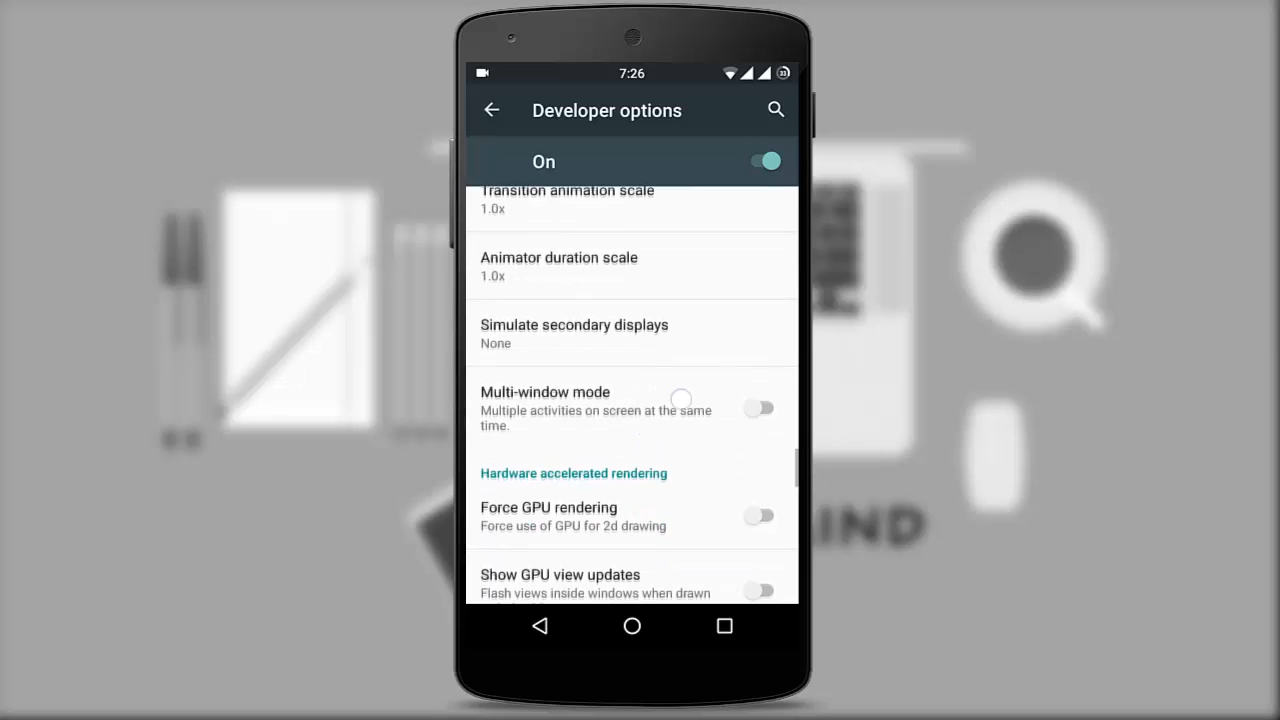 7:26
33
Developer options
On
Transition animation scale
1.0x
Animator duration scale
1.0x
Simulate secondary displays
None
Multi-window mode
Multiple activities on screen at the same
time.
Hardware accelerated rendering
Force GPU rendering
Force use of GPU for 2d drawing
Show GPU view updates
Flash views inside windows when drawn
IND